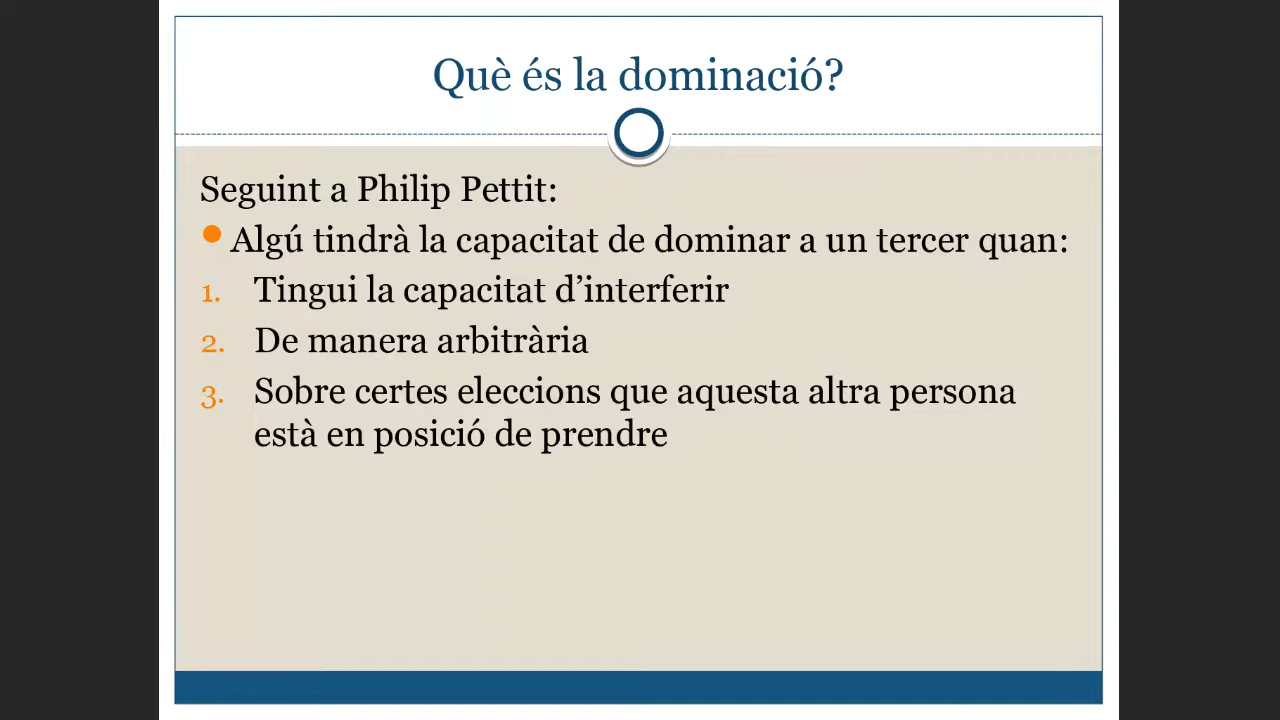 Què és la dominació?
Seguint a Philip Pettit:
Algú tindrà la capacitat de dominar a un tercer quan:
1. Tingui la capacitat d’interferir
2. De manera arbitrària
3. Sobre certes eleccions que aquesta altra persona
està en posició de prendre